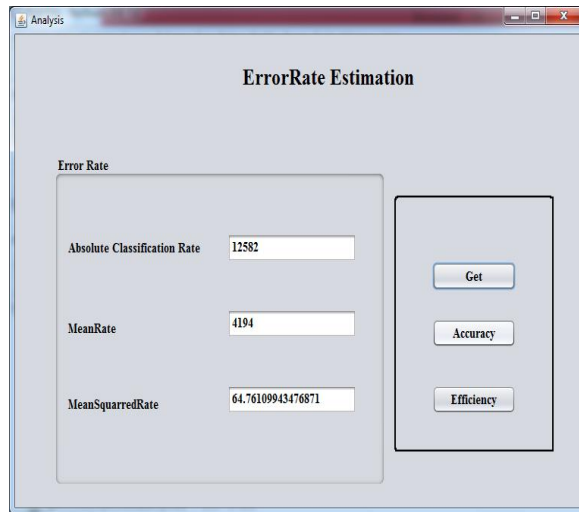 Analysis
ErrorRate Estimation
Error Rate
Absolute Classification Rate 12582
Get
MeanRate 4194
Accuracy
MeanSquarredRate 64.76109943476871
Efficiency